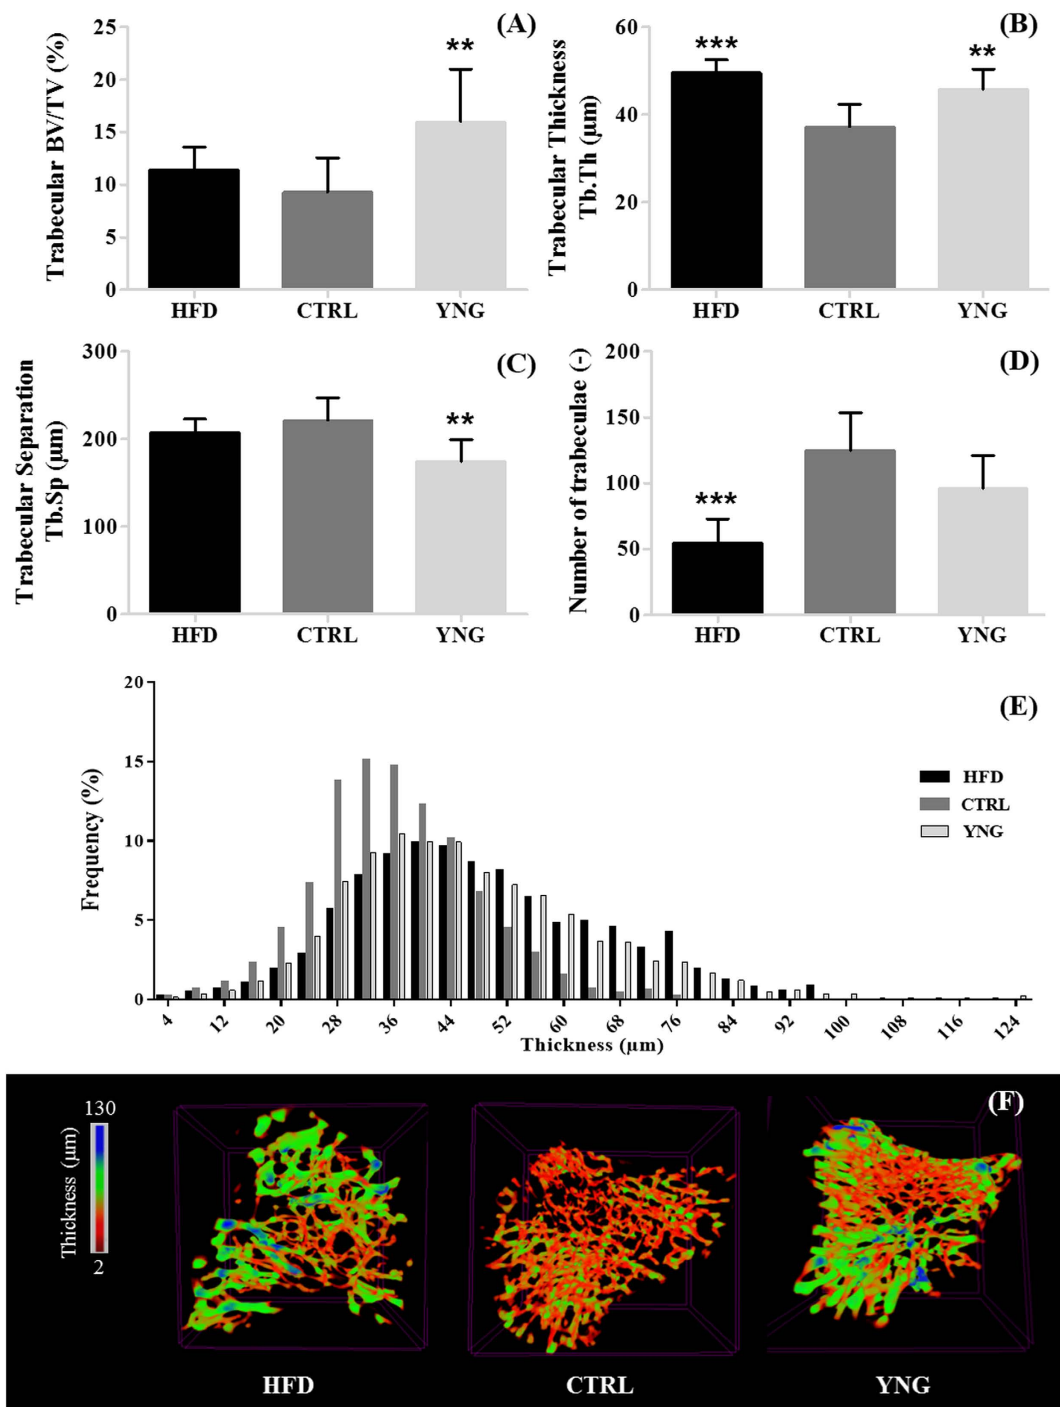 (A)
Trabecular BV/TV (%)
25
20
15
10
5
0
**
HFD CTRL YNG
(B)
Trabecular Thickness
Tb.Th (µm)
60
40
20
0
*** **
HFD CTRL YNG
(C)
Trabecular Separation
Tb.Sp (µm)
300
200
100
0
**
HFD CTRL YNG
(D)
Number of trabeculae (-)
200
150
100
50
0
***
HFD CTRL YNG
(E)
Frequency (%)
20
15
10
5
0
HFD
CTRL
YNG
4 12 20 28 36 44 52 60 68 76 84 92 100 108 116 124
Thickness (µm)
(F)
Thickness (µm)
130
2
HFD CTRL YNG